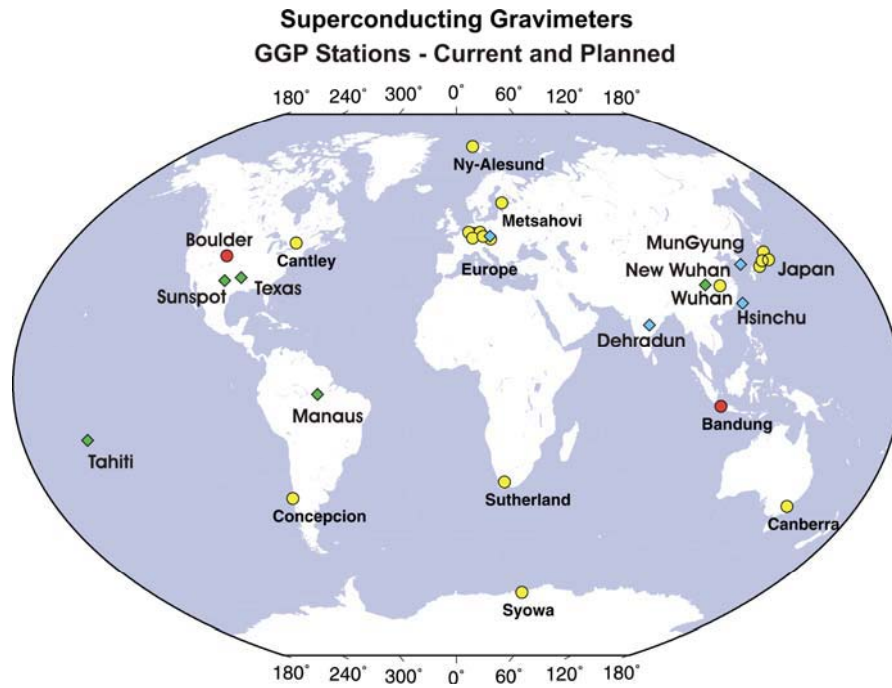 Superconducting Gravimeters
GGP Stations - Current and Planned
180° 240° 300° 0° 60° 120° 180°
Ny-Alesund
Metsahovi
Boulder
Cantley
Europe
MunGyung
Japan
New Wuhan
Sunspot
Texas
Wuhan
Hsinchu
Dehradun
Manaus
Bandung
Tahiti
Concepcion
Sutherland
Canberra
Syowa
180° 240° 300° 0° 60° 120° 180°